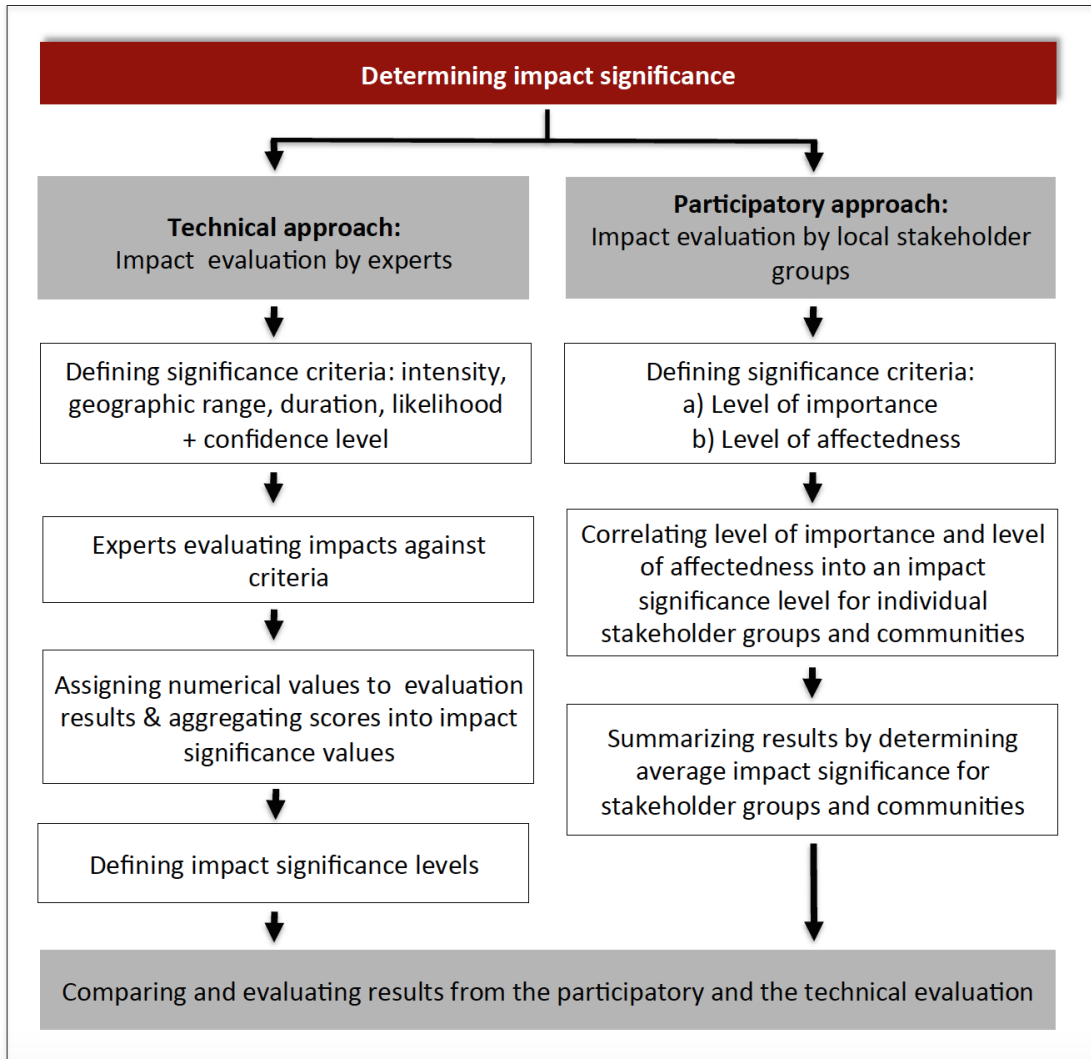 Determining impact significance
Technical approach:
Impact evaluation by experts
Participatory approach:
Impact evaluation by local stakeholder
groups
Defining significance criteria: intensity,
geographic range, duration, likelihood
+ confidence level
Defining significance criteria:
a) Level of importance
b) Level of affectedness
Experts evaluating impacts against
criteria
Correlating level of importance and level
of affectedness into an impact
significance level for individual
stakeholder groups and communities
Assigning numerical values to evaluation
results & aggregating scores into impact
significance values
Summarizing results by determining
average impact significance for
stakeholder groups and communities
Defining impact significance levels
Comparing and evaluating results from the participatory and the technical evaluation